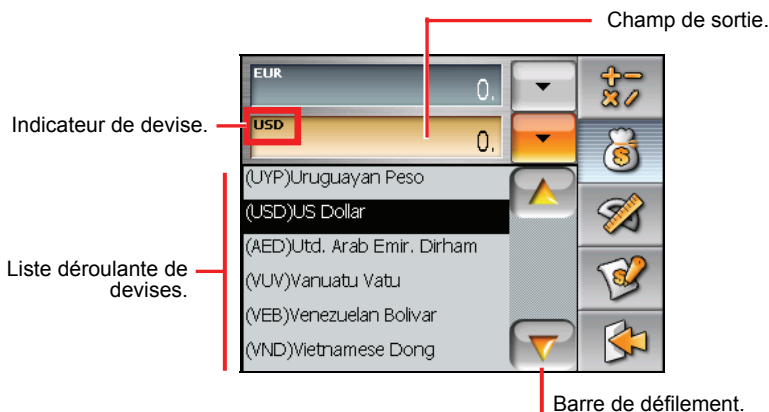 Champ de sortie.
EUR
0.
Indicateur de devise.
USD
0.
(UYP)Uruguayan Peso
(USD)US Dollar
(AED)Utd. Arab Emir. Dirham
(VUV)Vanuatu Vatu
(VEB)Venezuelan Bolivar
(VND)Vietnamese Dong
Liste déroulante de
devises.
Barre de défilement.